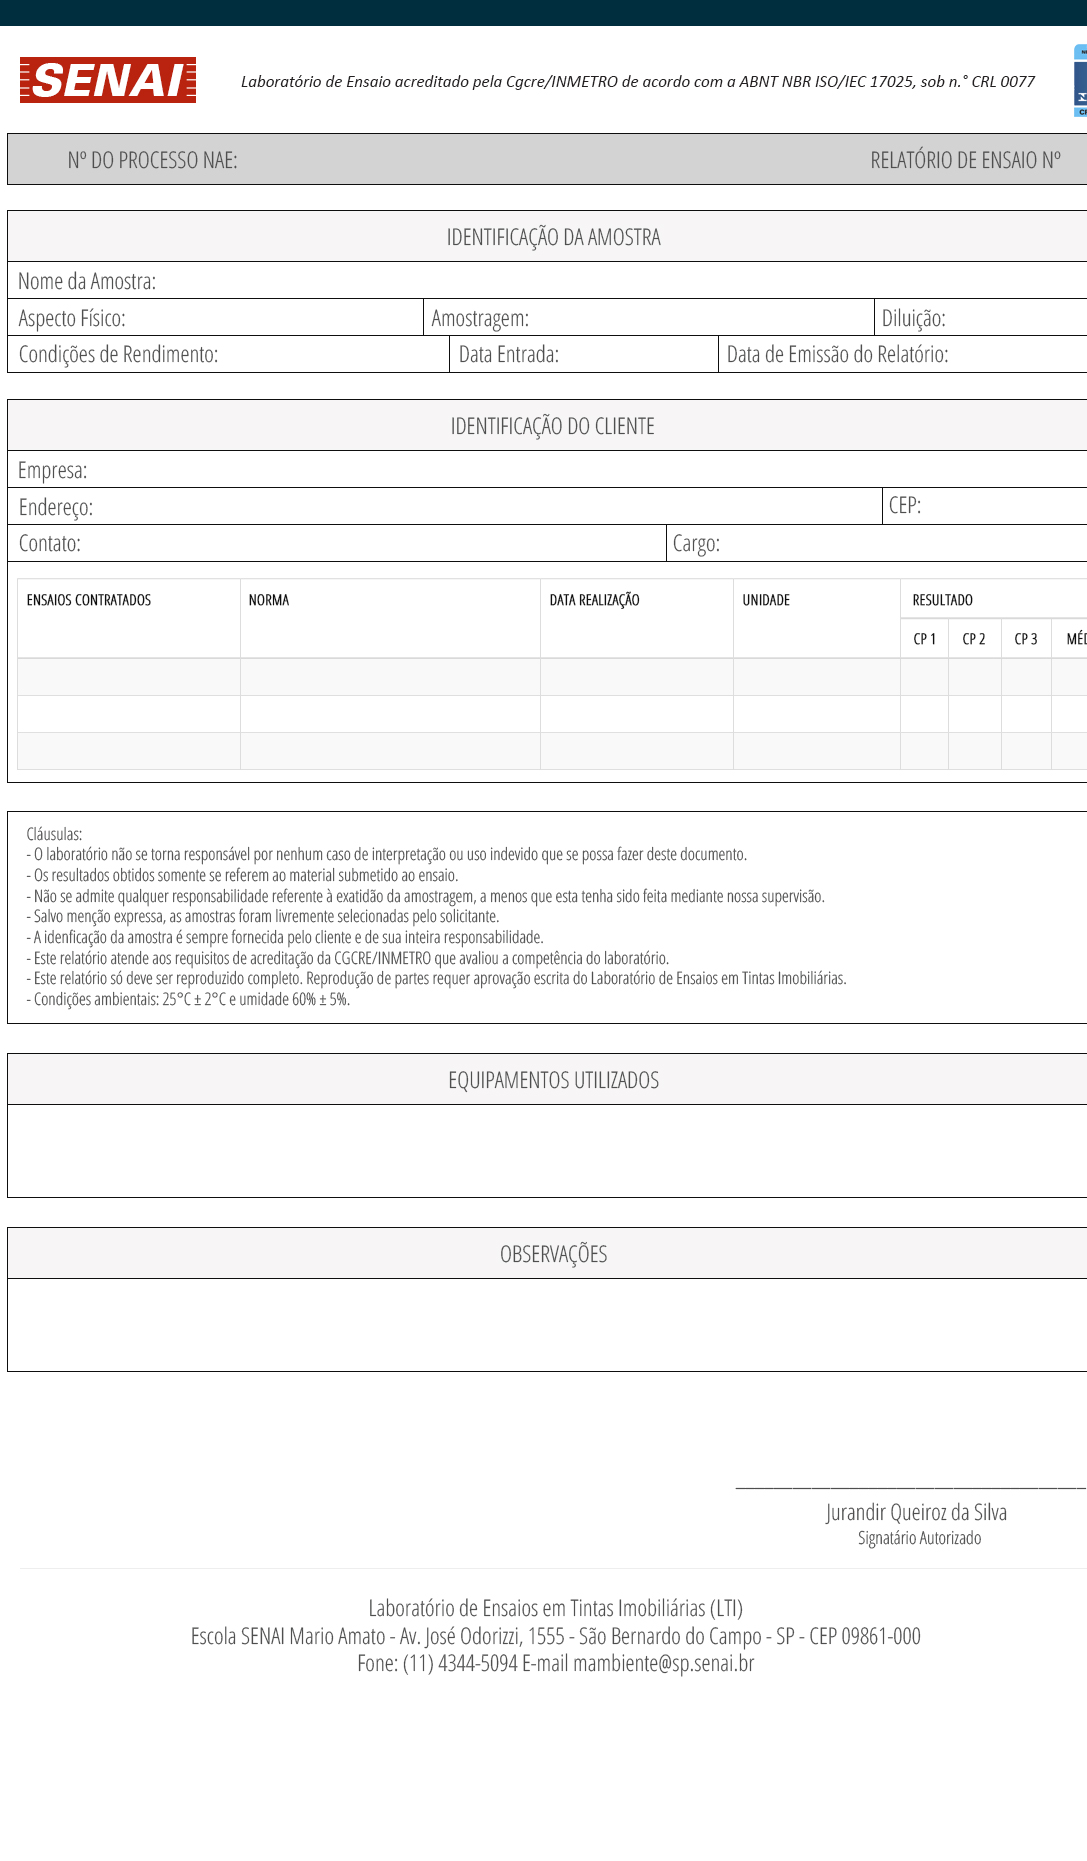 SENAI
Laboratório de Ensaio acreditado pela Cgcre/INMETRO de acordo com a ABNT NBR ISO/IEC 17025, sob n.° CRL 0077
Nº DO PROCESSO NAE: RELATÓRIO DE ENSAIO Nº
IDENTIFICAÇÃO DA AMOSTRA
Nome da Amostra:
Aspecto Físico: Amostragem: Diluição:
Condições de Rendimento: Data Entrada: Data de Emissão do Relatório:
IDENTIFICAÇÃO DO CLIENTE
Empresa:
Endereço: CEP:
Contato: Cargo:
ENSAIOS CONTRATADOS NORMA DATA REALIZAÇÃO UNIDADE RESULTADO
CP 1 CP 2 CP 3
Cláusulas:
- O laboratório não se torna responsável por nenhum caso de interpretação ou uso indevido que se possa fazer deste documento.
- Os resultados obtidos somente se referem ao material submetido ao ensaio.
- Não se admite qualquer responsabilidade referente à exatidão da amostragem, a menos que esta tenha sido feita mediante nossa supervisão.
- Salvo menção expressa, as amostras foram livremente selecionadas pelo solicitante.
- A idenficação da amostra é sempre fornecida pelo cliente e de sua inteira responsabilidade.
- Este relatório atende aos requisitos de acreditação da CGCRE/INMETRO que avaliou a competência do laboratório.
- Este relatório só deve ser reproduzido completo. Reprodução de partes requer aprovação escrita do Laboratório de Ensaios em Tintas Imobiliárias.
- Condições ambientais: 25°C ± 2°C e umidade 60% ± 5%.
EQUIPAMENTOS UTILIZADOS
OBSERVAÇÕES
Jurandir Queiroz da Silva
Signatário Autorizado
Laboratório de Ensaios em Tintas Imobiliárias (LTI)
Escola SENAI Mario Amato - Av. José Odorizzi, 1555 - São Bernardo do Campo - SP - CEP 09861-000
Fone: (11) 4344-5094 E-mail mambiente@sp.senai.br